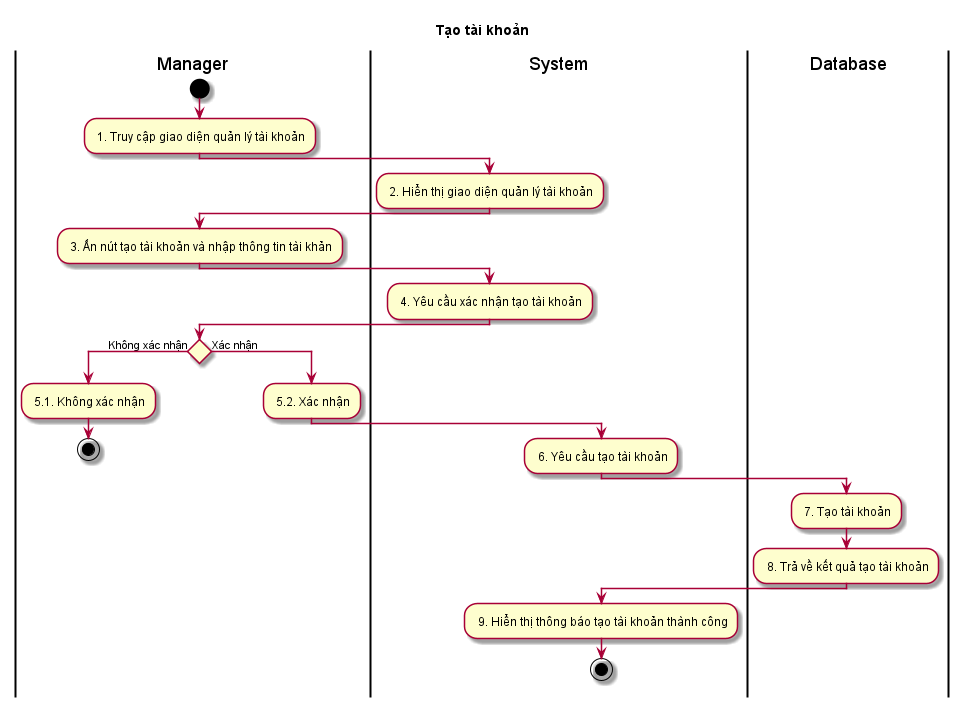 Tạo tài khoản
Manager
System
Database
1. Truy cập giao diện quản lý tài khoản
2. Hiển thị giao diện quản lý tài khoản
3. Ấn nút tạo tài khoản và nhập thông tin tài khản
4. Yêu cầu xác nhận tạo tài khoản
Không xác nhận
Xác nhận
5.1. Không xác nhận
5.2. Xác nhận
6. Yêu cầu tạo tài khoản
7. Tạo tài khoản
8. Trả về kết quả tạo tài khoản
9. Hiển thị thông báo tạo tài khoản thành công